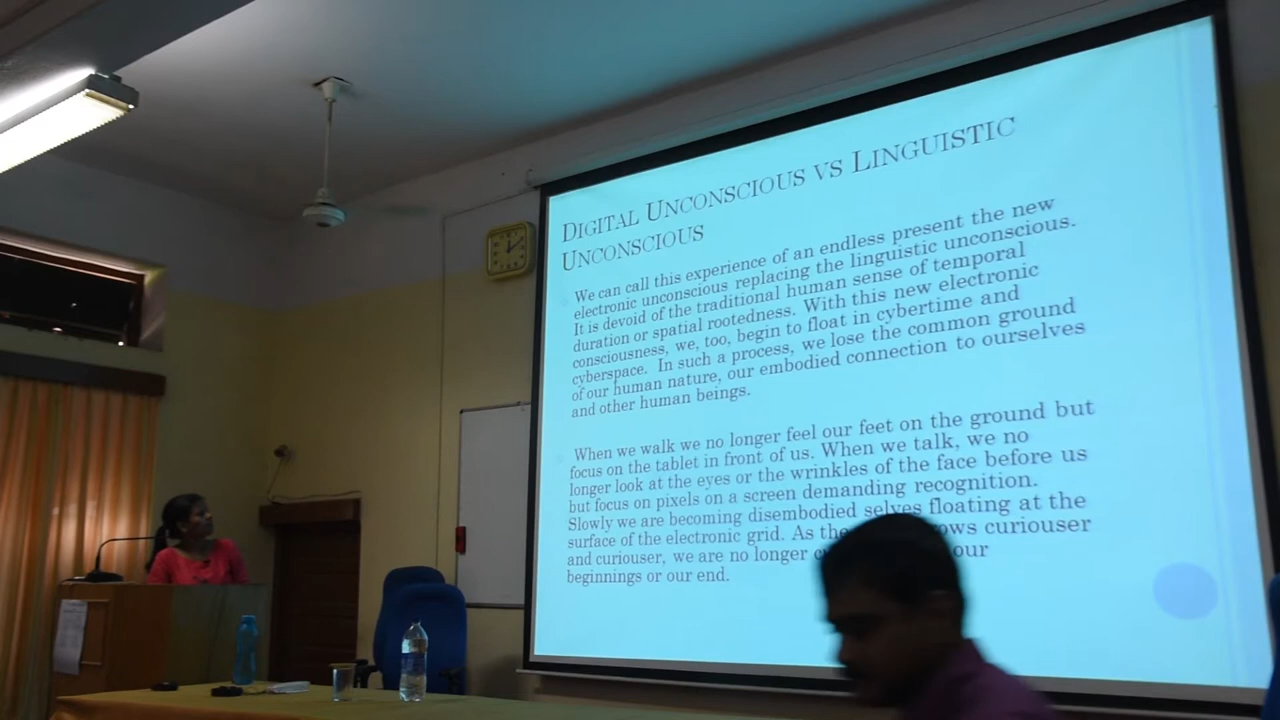 DIGITAL UNCONSCIOUS VS LINGUISTIC
UNCONSCIOUS
We can call this experience of an endless present the new
electronic unconscious replacing the linguistic unconscious.
It is devoid of the traditional human sense of temporal
duration or spatial rootedness. With this new electronic
consciousness, we, too, begin to float in cybertime and
cyberspace. In such a process, we lose the common ground
of our human nature, our embodied connection to ourselves
and other human beings.
When we walk we no longer feel our feet on the ground but
focus on the tablet in front of us. When we talk, we no
longer look at the eyes or the wrinkles of the face before us
but focus on pixels on a screen demanding recognition.
Slowly we are becoming disembodied selves floating at the
surface of the electronic grid. As the curiouser
and curiouser, we are no longer our
beginnings or our end.